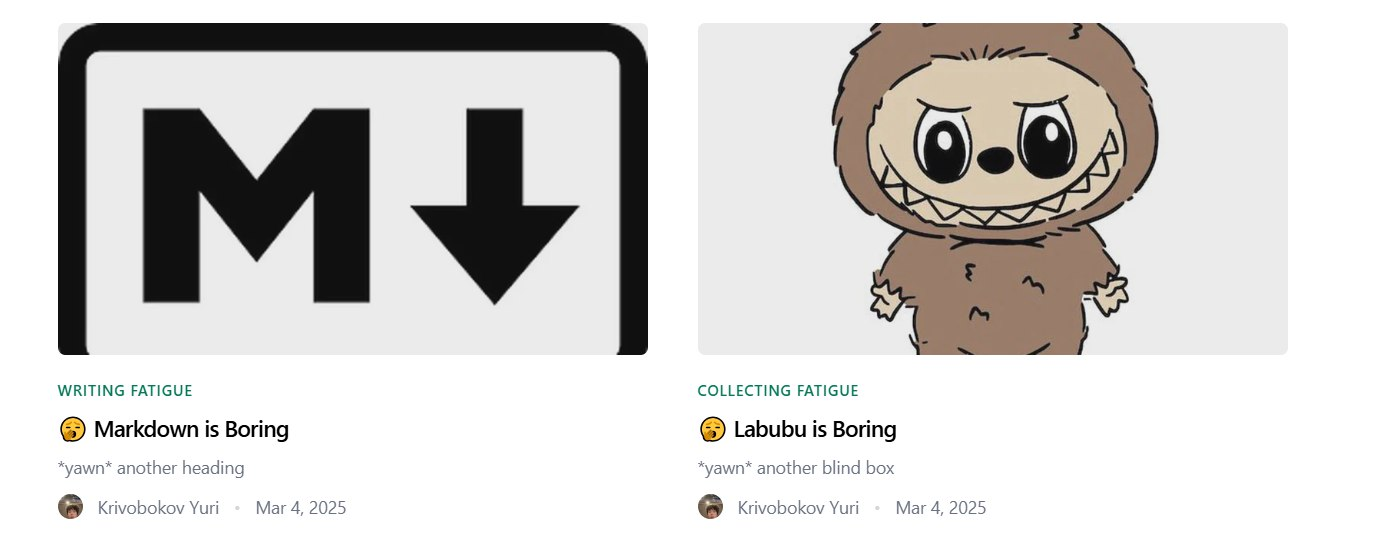 M
WRITING FATIGUE
🥱 Markdown is Boring
*yawn* another heading
Krivobokov Yuri • Mar 4, 2025
COLLECTING FATIGUE
🥱 Labubu is Boring
*yawn* another blind box
Krivobokov Yuri • Mar 4, 2025